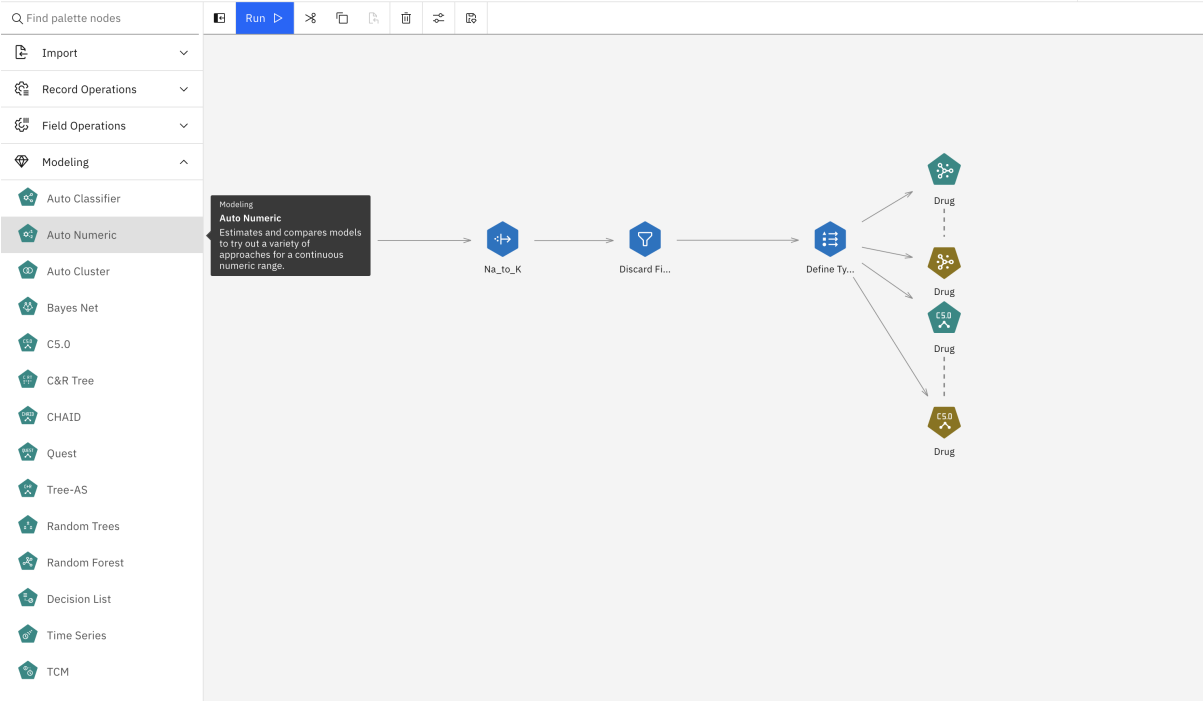 Find palette nodes
Run
Import
Record Operations
Field Operations
Modeling
Auto Classifier
Auto Numeric
Auto Cluster
Bayes Net
C5.0
C&R Tree
CHAID
Quest
Tree-AS
Random Trees
Random Forest
Decision List
Time Series
TCM
Modeling
Auto Numeric
Estimates and compares models
to try out a variety of
approaches for a continuous
numeric range.
Na_to_K
Discard Fi...
Define Ty...
Drug
Drug
C5.0
Drug
C5.0
Drug